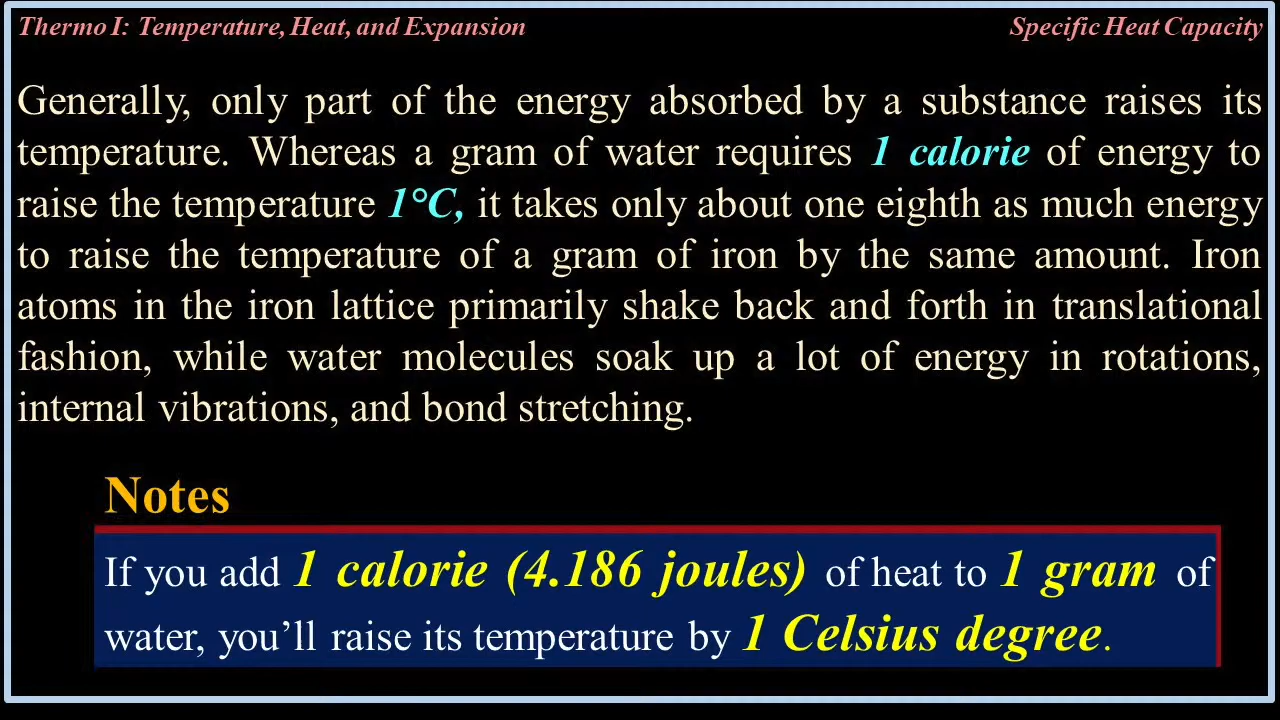 Thermo I: Temperature, Heat, and Expansion
Specific Heat Capacity
Generally, only part of the energy absorbed by a substance raises its
temperature. Whereas a gram of water requires 1 calorie of energy to
raise the temperature 1°C, it takes only about one eighth as much energy
to raise the temperature of a gram of iron by the same amount. Iron
atoms in the iron lattice primarily shake back and forth in translational
fashion, while water molecules soak up a lot of energy in rotations,
internal vibrations, and bond stretching.
Notes
If you add 1 calorie (4.186 joules) of heat to 1 gram of
water, you’ll raise its temperature by 1 Celsius degree.